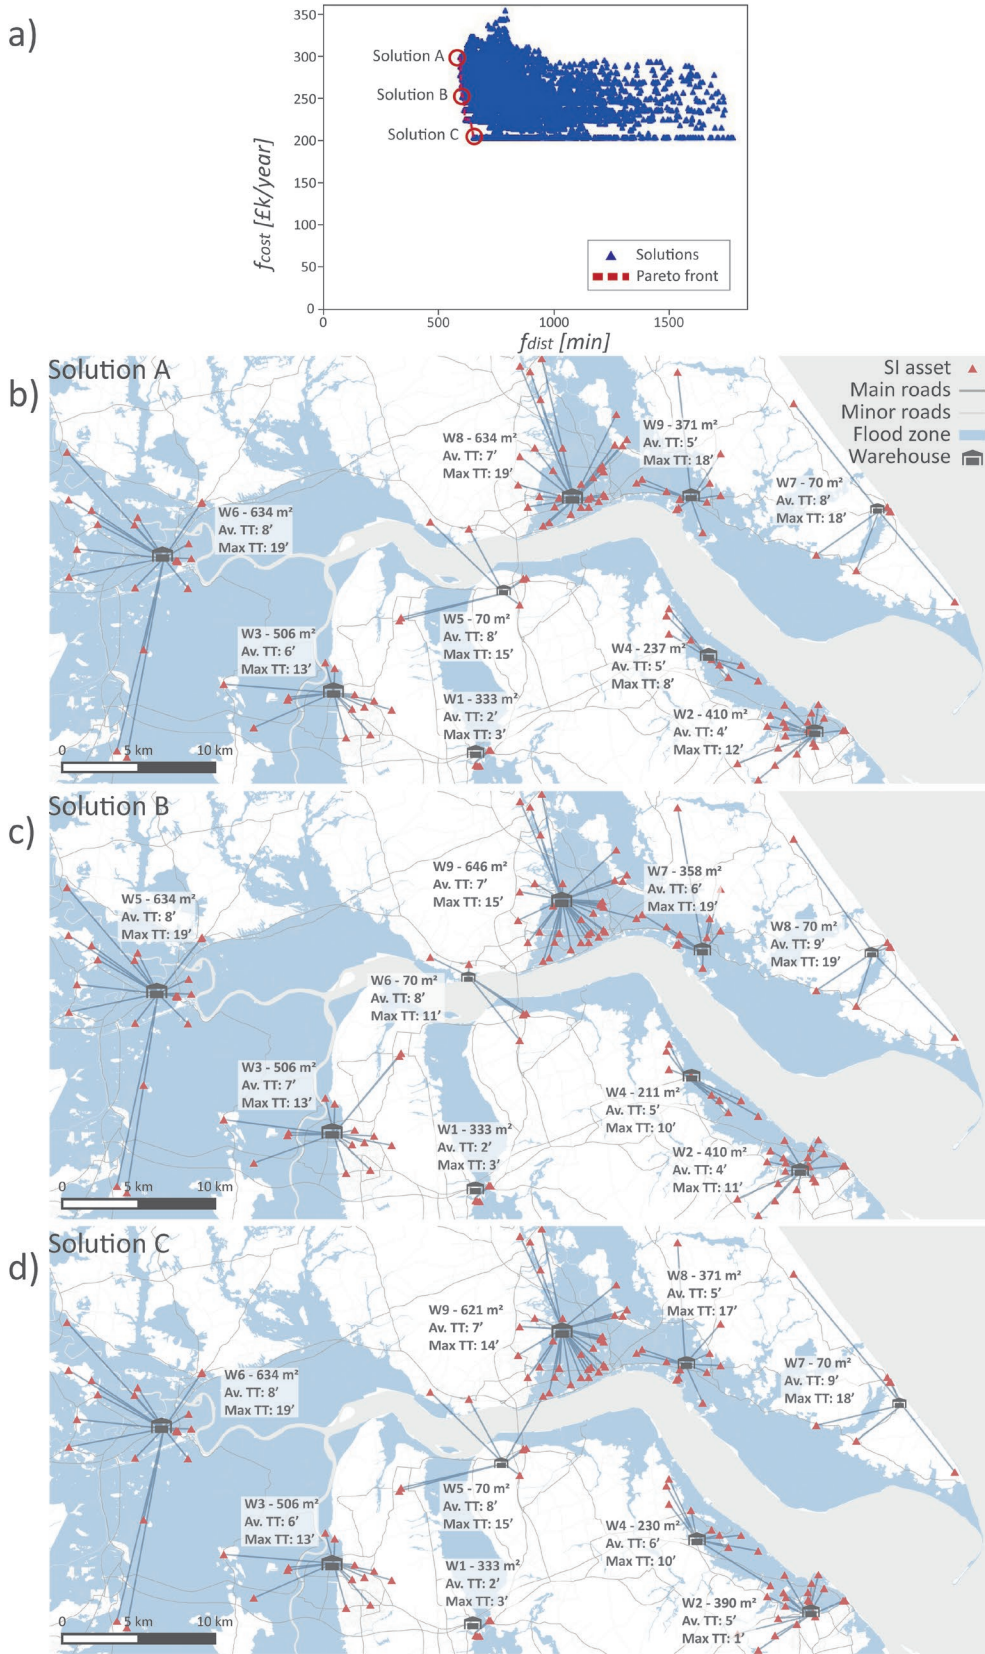 a)
350
300
250
200
150
100
50
0
fcost [£k/year]
Solution A
Solution B
Solution C
Solutions
Pareto front
0
500
1000
1500
fdist [min]
b)
Solution A
SI asset
Main roads
Minor roads
Flood zone
Warehouse
W8 - 634 m²
Av. TT: 7'
Max TT: 19'
W9 - 371 m²
Av. TT: 5'
Max TT: 18'
W7 - 70 m²
Av. TT: 8'
Max TT: 18'
W6 - 634 m²
Av. TT: 8'
Max TT: 19'
W3 - 506 m²
Av. TT: 6'
Max TT: 13'
W5 - 70 m²
Av. TT: 8'
Max TT: 15'
W4 - 237 m²
Av. TT: 5'
Max TT: 8'
W1 - 333 m²
Av. TT: 2'
Max TT: 3'
W2 - 410 m²
Av. TT: 4'
Max TT: 12'
0
5 km
10 km
c)
Solution B
W9 - 646 m²
Av. TT: 7'
Max TT: 15'
W7 - 358 m²
Av. TT: 6'
Max TT: 19'
W5 - 634 m²
Av. TT: 8'
Max TT: 19'
W8 - 70 m²
Av. TT: 9'
Max TT: 19'
W6 - 70 m²
Av. TT: 8'
Max TT: 11'
W3 - 506 m²
Av. TT: 7'
Max TT: 13'
W4 - 211 m²
Av. TT: 5'
Max TT: 10'
W1 - 333 m²
Av. TT: 2'
Max TT: 3'
W2 - 410 m²
Av. TT: 4'
Max TT: 11'
0
5 km
10 km
d)
Solution C
W8 - 371 m²
Av. TT: 5'
Max TT: 17'
W9 - 621 m²
Av. TT: 7'
Max TT: 14'
W7 - 70 m²
Av. TT: 9'
Max TT: 18'
W6 - 634 m²
Av. TT: 8'
Max TT: 19'
W5 - 70 m²
Av. TT: 8'
Max TT: 15'
W3 - 506 m²
Av. TT: 6'
Max TT: 13'
W4 - 230 m²
Av. TT: 6'
Max TT: 10'
W1 - 333 m²
Av. TT: 2'
Max TT: 3'
W2 - 390 m²
Av. TT: 5'
Max TT: 1'
0
5 km
10 km